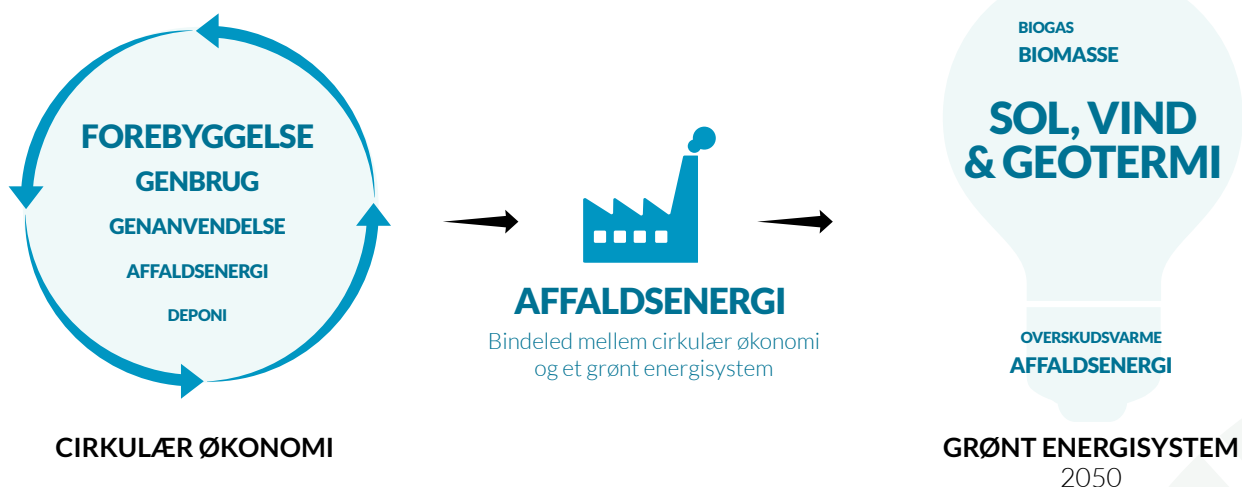 FOREBYGGELSE
GENBRUG
GENANVENDELSE
AFFALDSENERGI
DEPONI
CIRKULÆR ØKONOMI
AFFALDSENERGI
Bindeled mellem cirkulær økonomi
og et grønt energisystem
BIOGAS
BIOMASSE
SOL, VIND
& GEOTERMI
OVERSKUDSVARME
AFFALDSENERGI
GRØNT ENERGISYSTEM
2050